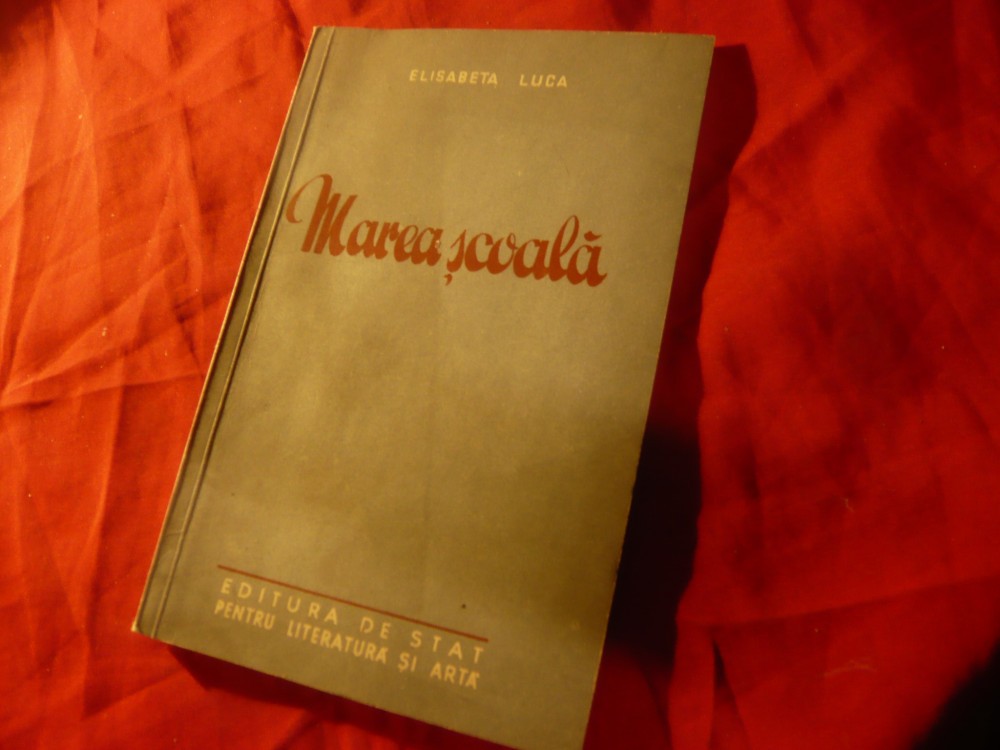 ELISABETA LUCA
Marea școală
EDITURA DE STAT
PENTRU LITERATURĂ ȘI ARTĂ